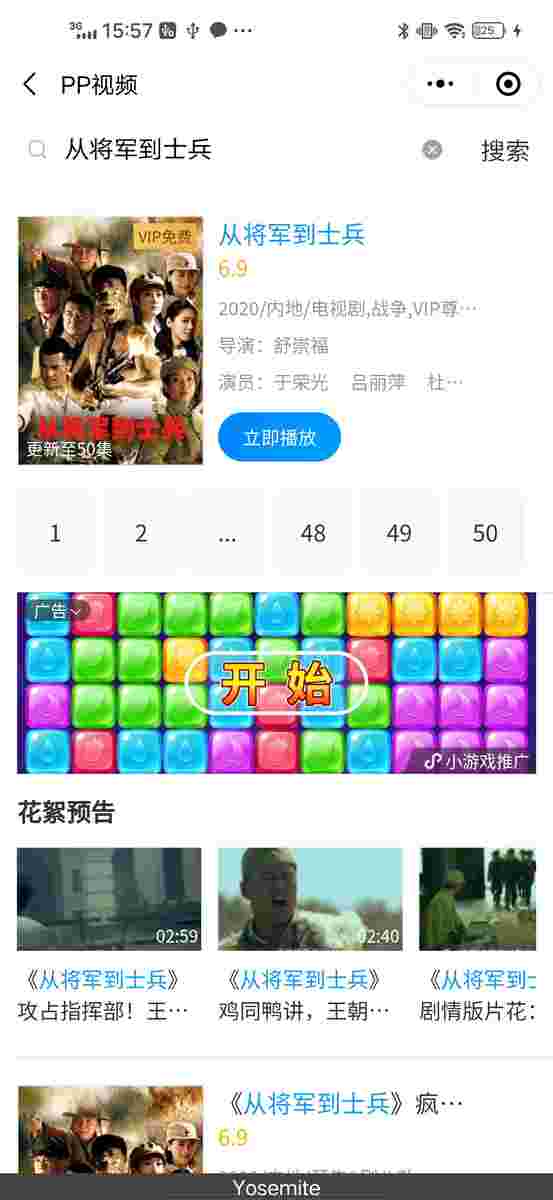 3G 15:57 ...
25
PP视频
从将军到士兵 搜索
VIP免费
从将军到士兵
6.9
2020/内地/电视剧,战争,VIP尊…
导演：舒崇福
演员：于荣光 吕丽萍 杜…
从将军到士兵
更新至50集
立即播放
1 2 ... 48 49 50
广告
开始
小游戏推广
花絮预告
02:59 02:40
《从将军到士兵》
攻占指挥部！王…
《从将军到士兵》
鸡同鸭讲，王朝…
《从将军到士
剧情版片花：
《从将军到士兵》疯…
6.9
Yosemite